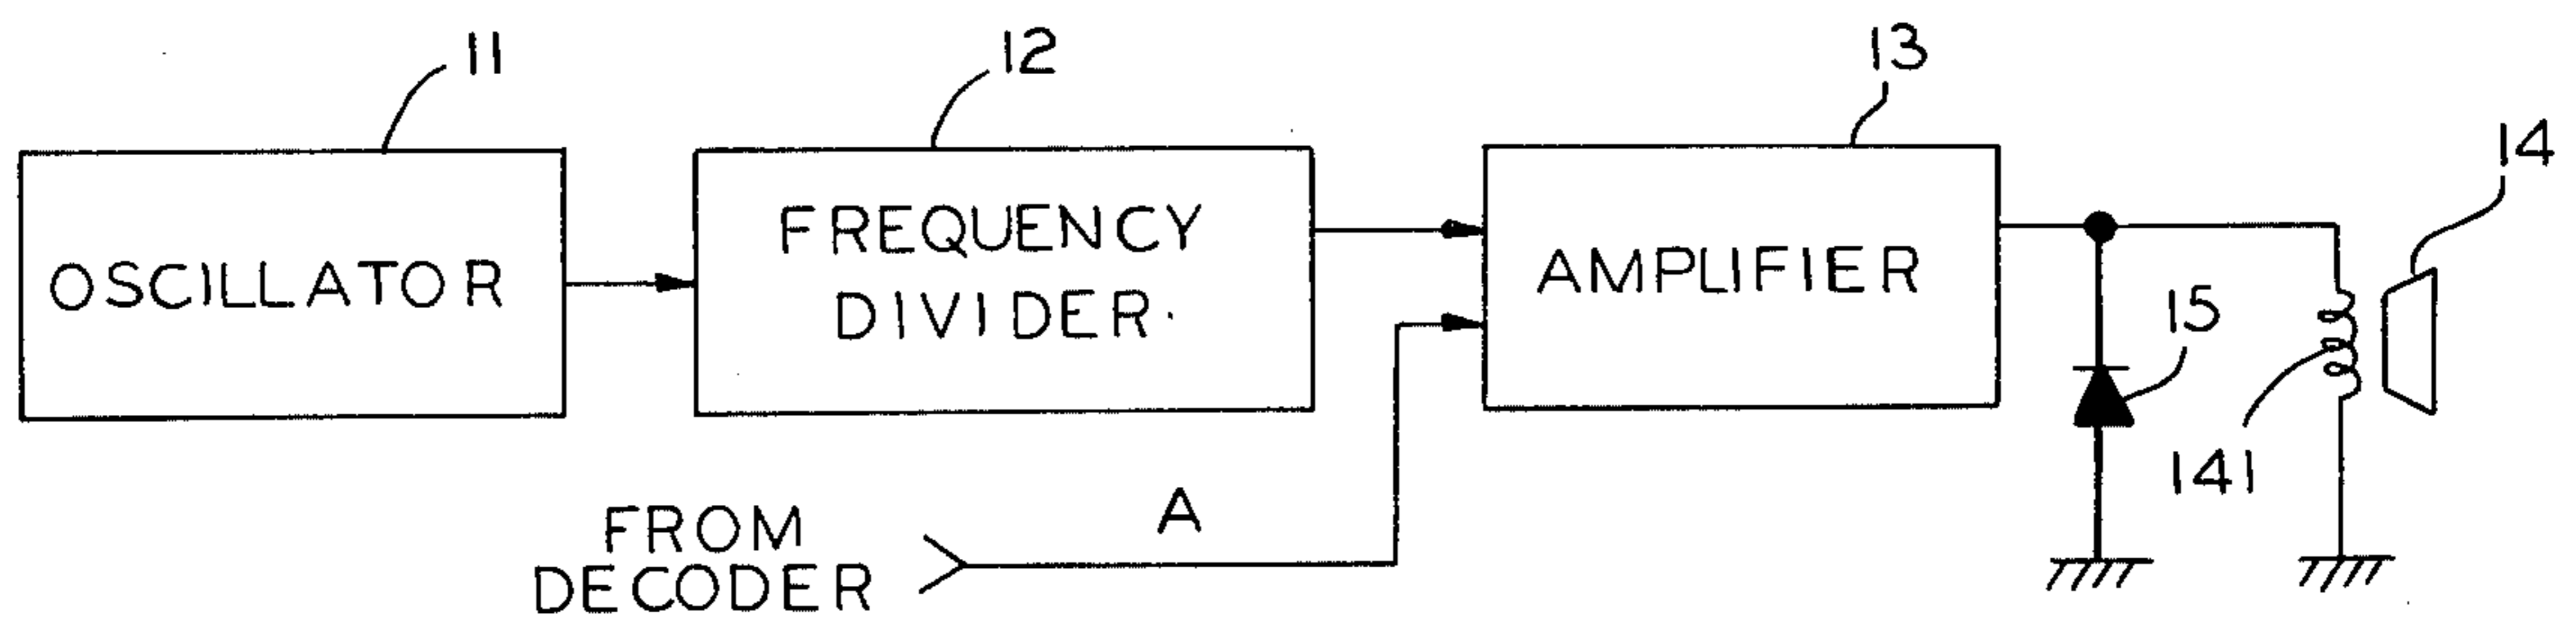 11
12
13
14
OSCILLATOR
FREQUENCY
DIVIDER
AMPLIFIER
15
141
A
FROM
DECODER